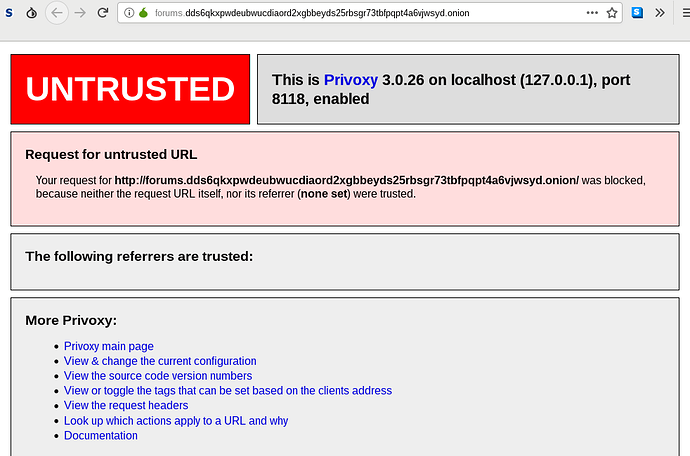 forums.dds6qkxpwdeubwucdiaord2xgbbeyds25rbsgr73tbfpqpt4a6vjwsyd.onion
UNTRUSTED
This is Privoxy 3.0.26 on localhost (127.0.0.1), port
8118, enabled
Request for untrusted URL
Your request for http://forums.dds6qkxpwdeubwucdiaord2xgbbeyds25rbsgr73tbfpqpt4a6vjwsyd.onion/ was blocked,
because neither the request URL itself, nor its referrer (none set) were trusted.
The following referrers are trusted:
More Privoxy:
Privoxy main page
View & change the current configuration
View the source code version numbers
View or toggle the tags that can be set based on the clients address
View the request headers
Look up which actions apply to a URL and why
Documentation